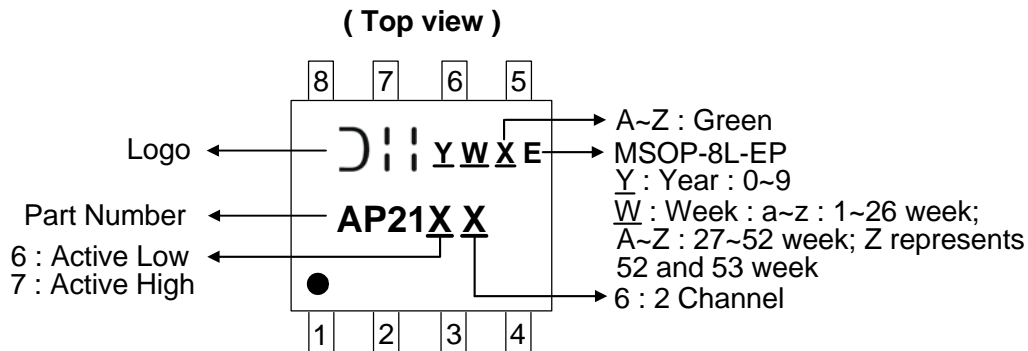 ( Top view )
8 7 6 5
Logo
Y W X E
A~Z : Green
MSOP-8L-EP
Y : Year : 0~9
W : Week : a~z : 1~26 week;
A~Z : 27~52 week; Z represents
52 and 53 week
Part Number
AP21X X
6 : Active Low
7 : Active High
6 : 2 Channel
1 2 3 4